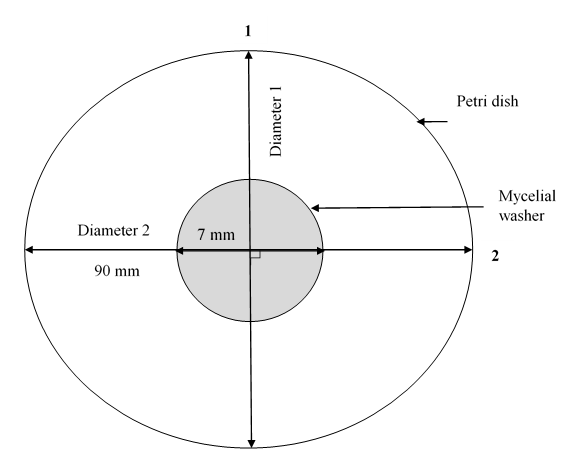 1
Diameter 1
Petri dish
Mycelial
washer
Diameter 2
7 mm
2
90 mm